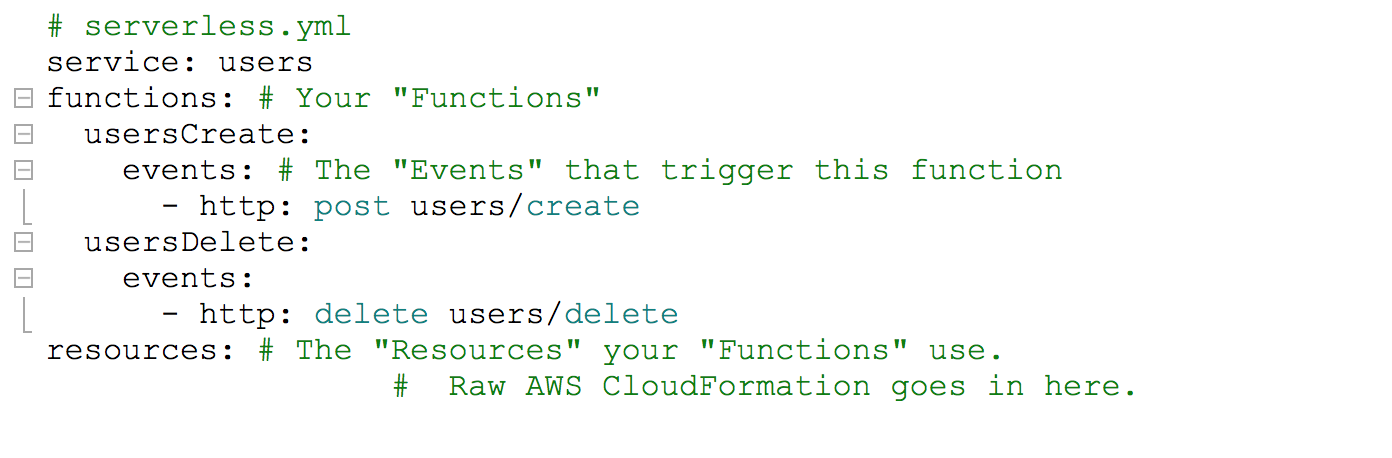 # serverless.yml
service: users
functions: # Your "Functions"
  usersCreate:
    events: # The "Events" that trigger this function
      - http: post users/create
  usersDelete:
    events:
      - http: delete users/delete
resources: # The "Resources" your "Functions" use.
                  #  Raw AWS CloudFormation goes in here.